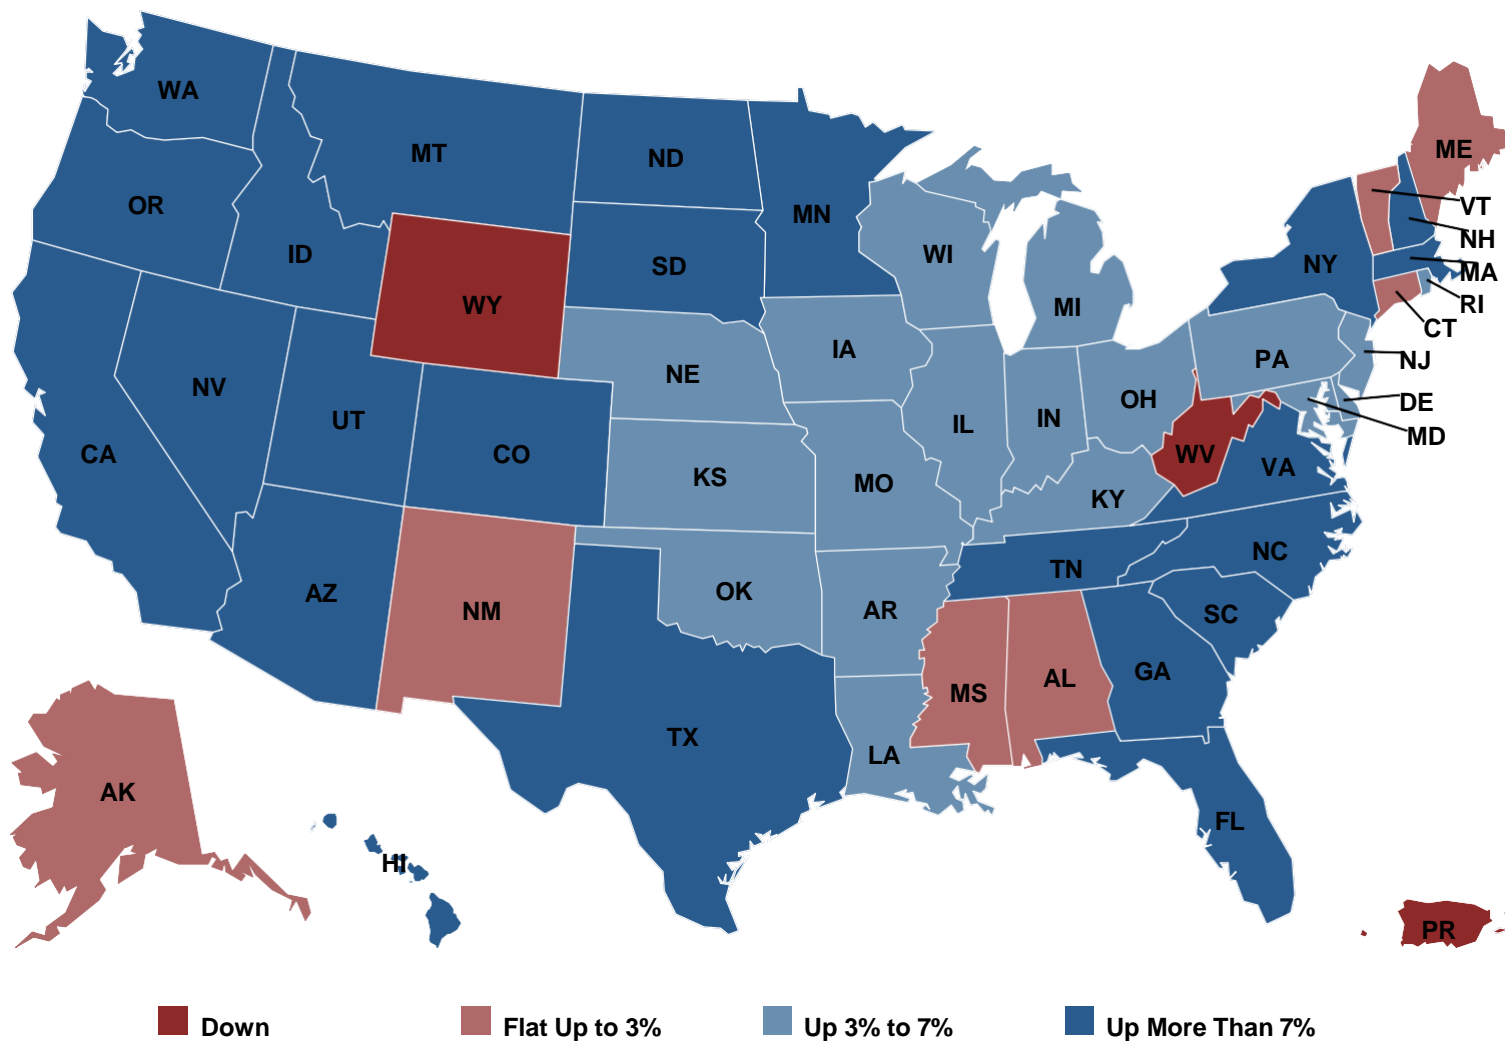 WA
MT
ND
ME
OR
MN
VT
NH
ID
SD
WI
NY
MA
WY
MI
RI
CT
IA
PA
NJ
NV
NE
UT
OH
DE
IL
IN
MD
CA
CO
WV
VA
KS
MO
KY
NC
TN
AZ
OK
NM
AR
SC
GA
AL
MS
TX
LA
AK
FL
HI
PR
Down
Flat Up to 3%
Up 3% to 7%
Up More Than 7%